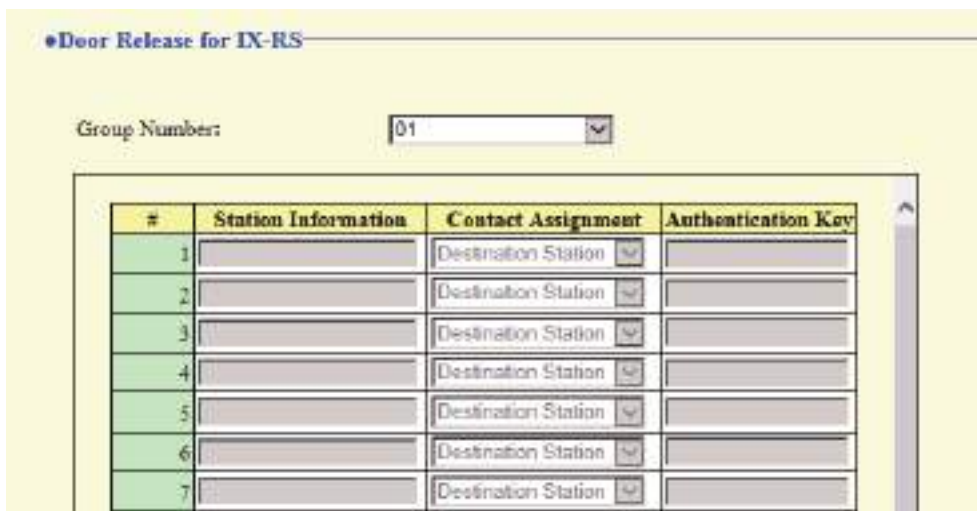 •Door Release for IX-RS
Group Number: 01
# Station Information Contact Assignment Authentication Key
1 Destination Station
2 Destination Station
3 Destination Station
4 Destination Station
5 Destination Station
6 Destination Station
7 Destination Station